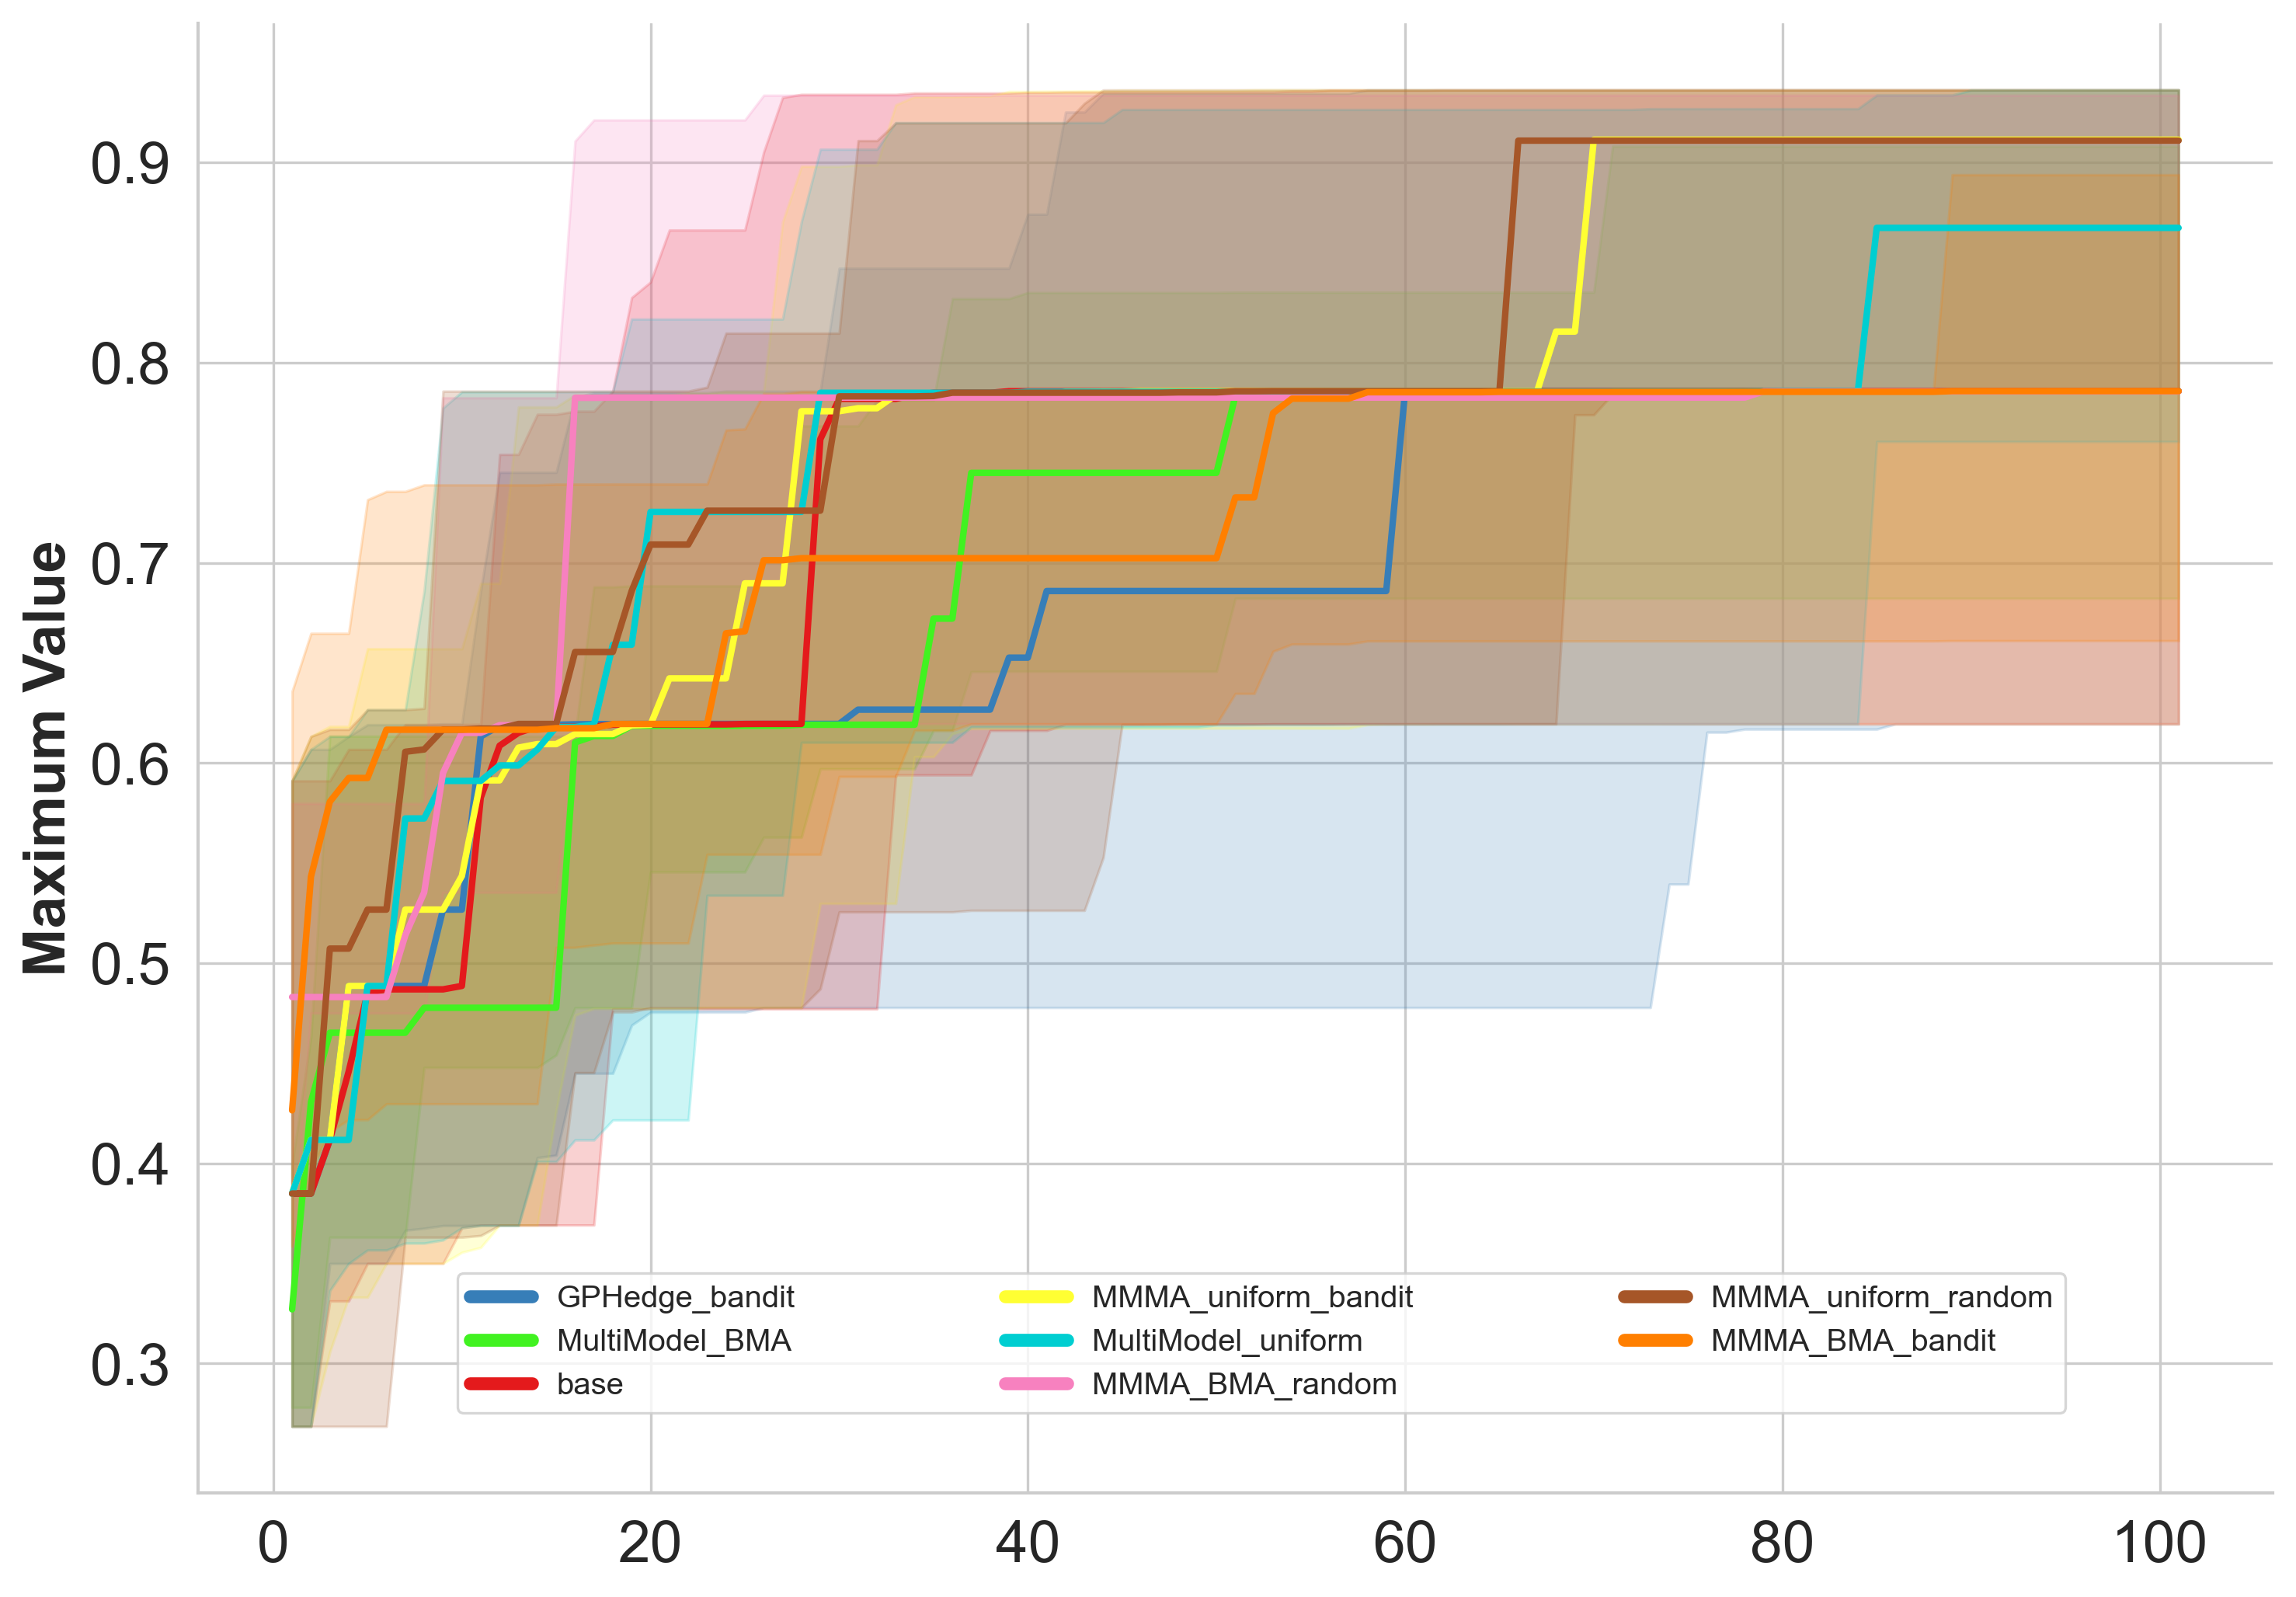 Maximum Value
0.9
0.8
0.7
0.6
0.5
0.4
0.3
GPHedge_bandit
MultiModel_BMA
base
MMMA_uniform_bandit
MultiModel_uniform
MMMA_BMA_random
MMMA_uniform_random
MMMA_BMA_bandit
0 20 40 60 80 100